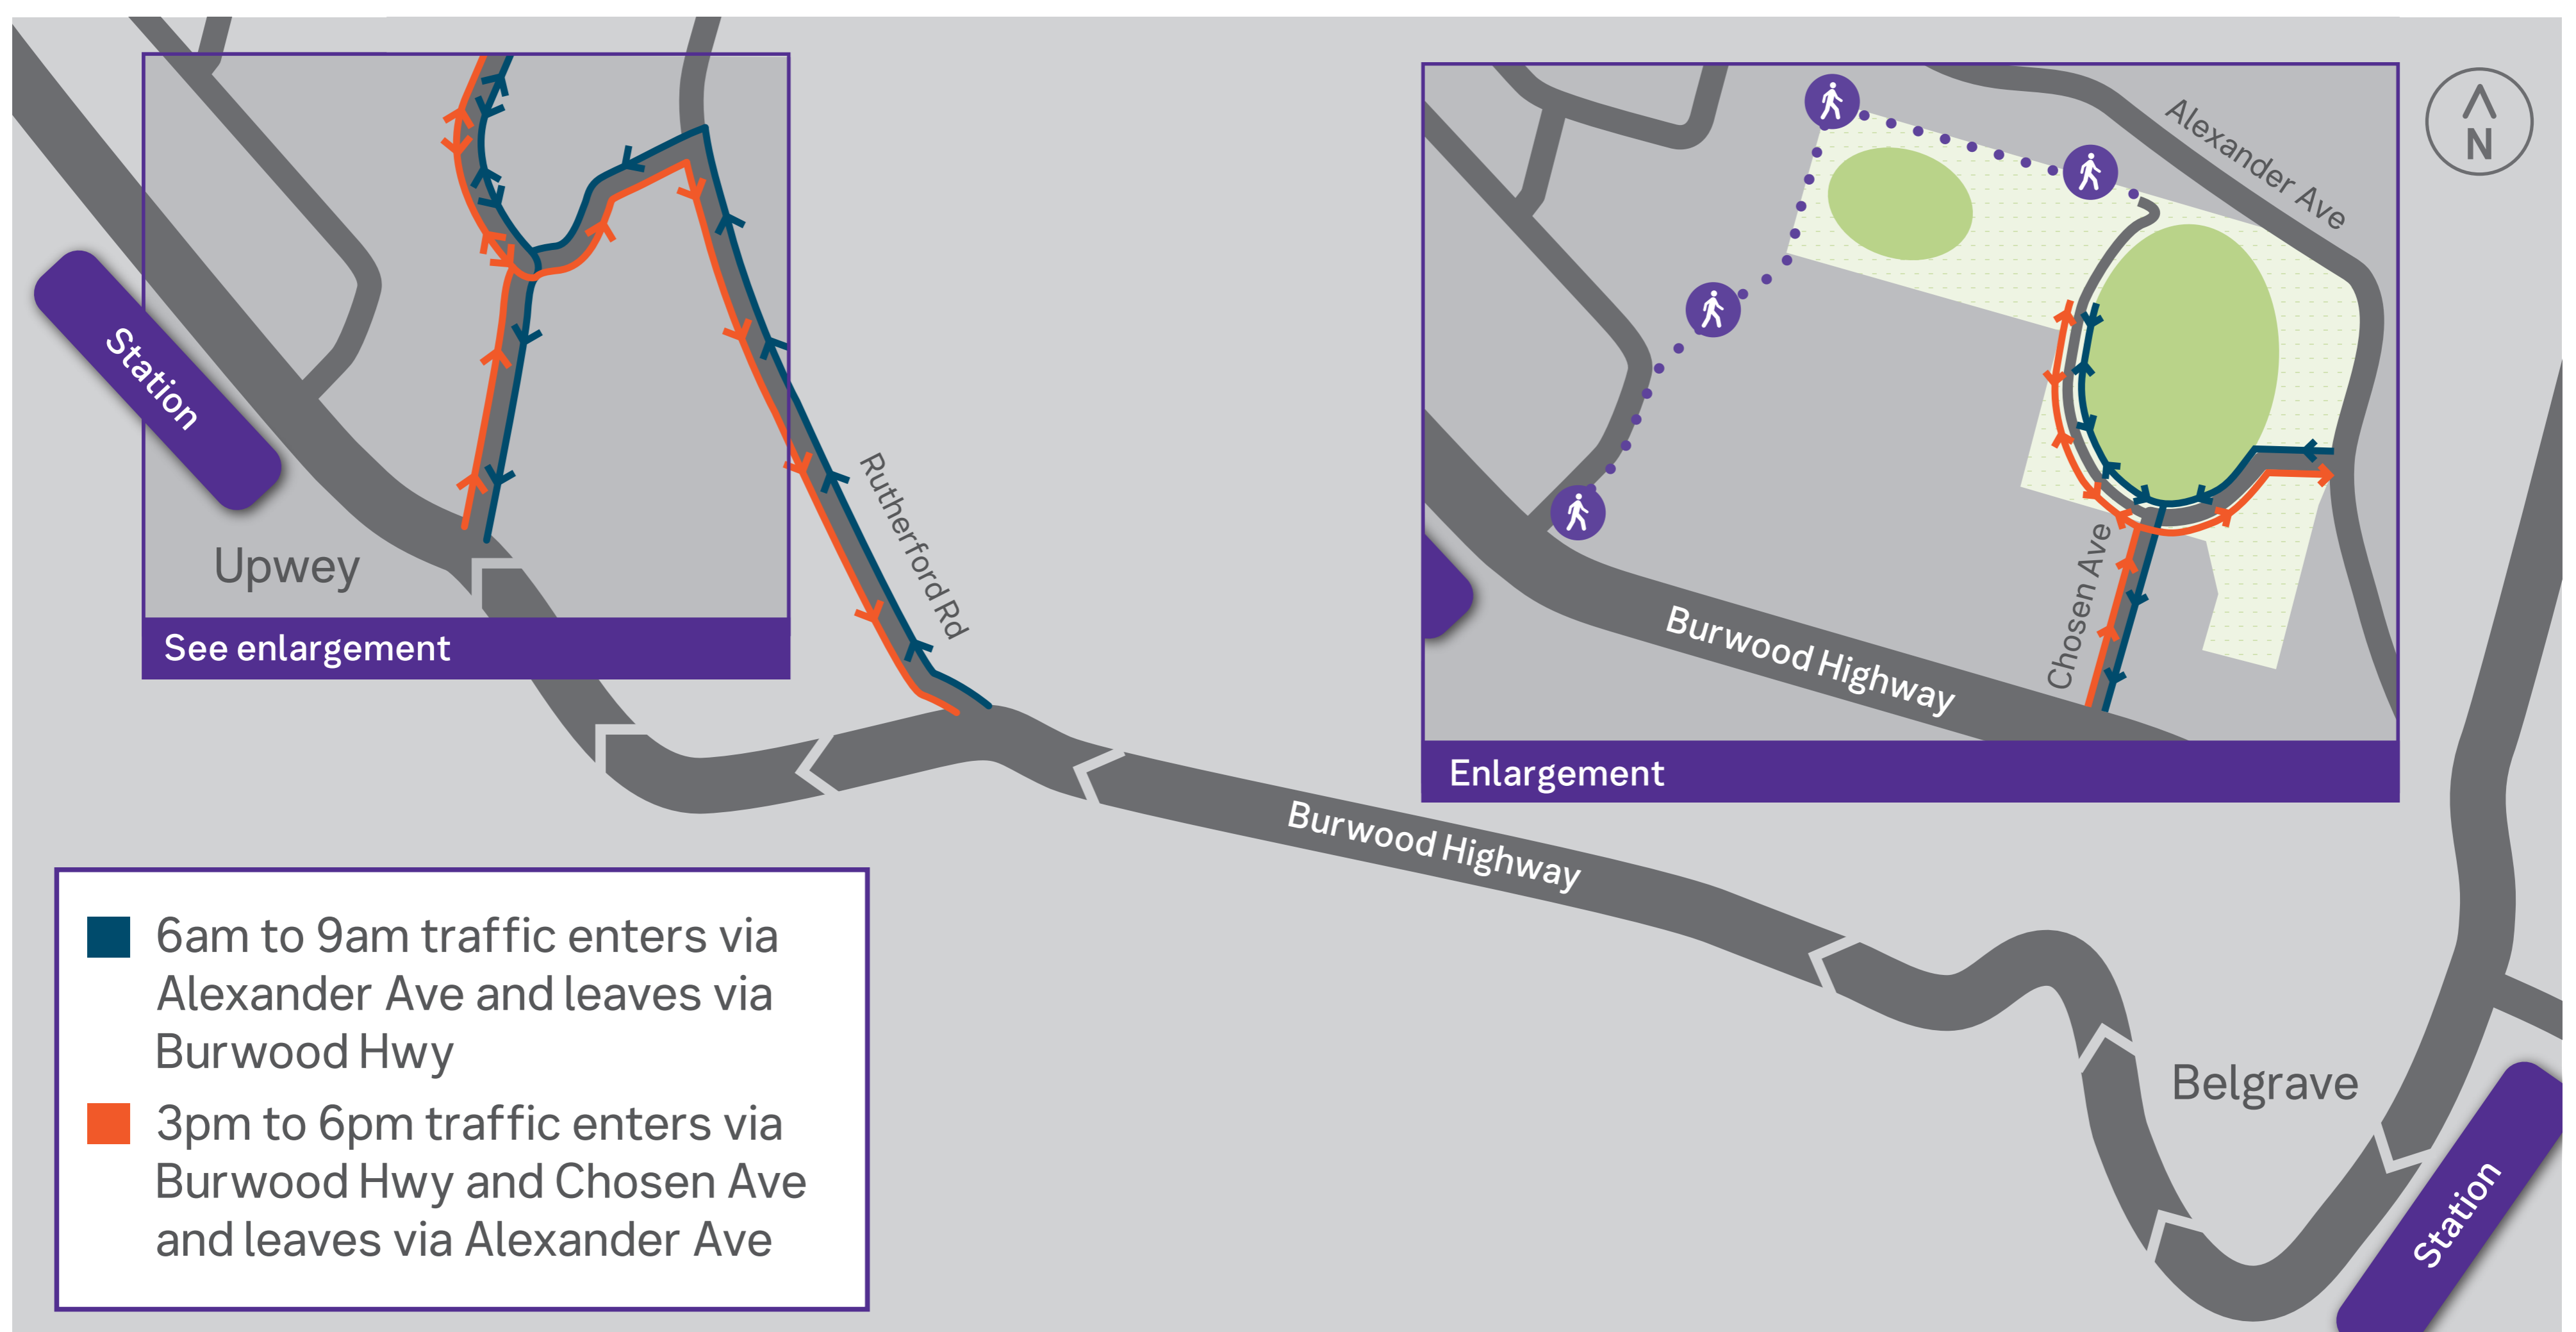 Alexander Ave
N
Station
Rutherford Rd
Upwey
See enlargement
Chosen Ave
Burwood Highway
Enlargement
Burwood Highway
6am to 9am traffic enters via
Alexander Ave and leaves via
Burwood Hwy
3pm to 6pm traffic enters via
Burwood Hwy and Chosen Ave
and leaves via Alexander Ave
Belgrave
Station